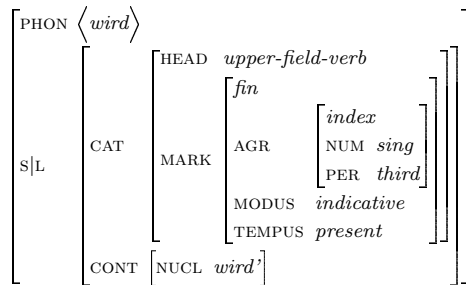 PHON ⟨wird⟩
HEAD upper-field-verb
fin
index
CAT AGR NUM sing
S|L MARK PER third
MODUS indicative
TEMPUS present
CONT NUCL wird’